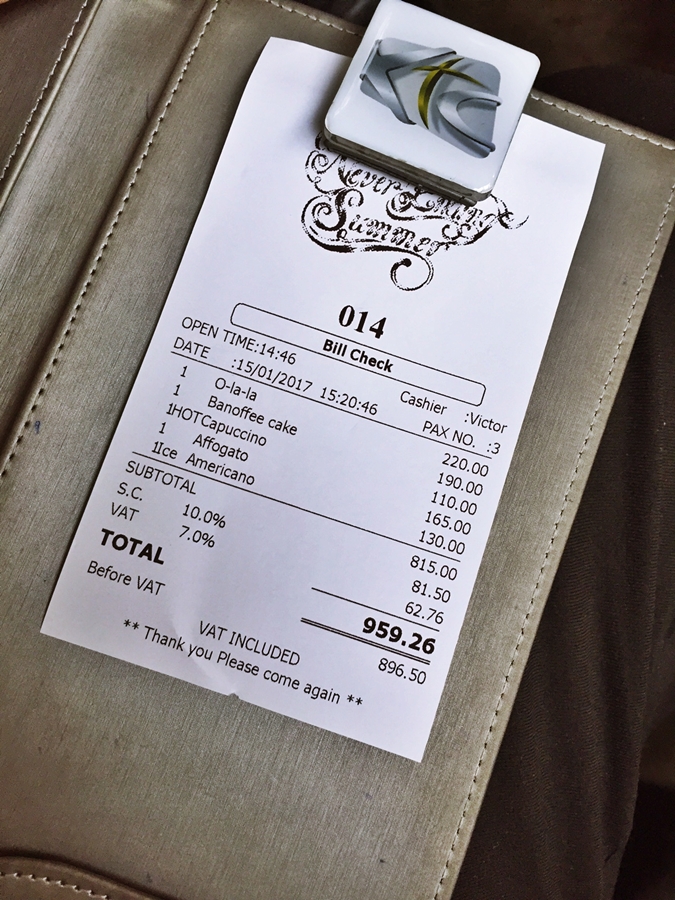 Never Ending
Summer
014
Bill Check
OPEN TIME:14:46 Cashier :Victor
DATE :15/01/2017 15:20:46 PAX NO. :3
1 O-la-la 220.00
1 Banoffee cake 190.00
1HOTCapuccino 110.00
1 Affogato 165.00
1Ice Americano 130.00
SUBTOTAL 815.00
S.C. 10.0% 81.50
VAT 7.0% 62.76
TOTAL 959.26
Before VAT 896.50
VAT INCLUDED
** Thank you Please come again **